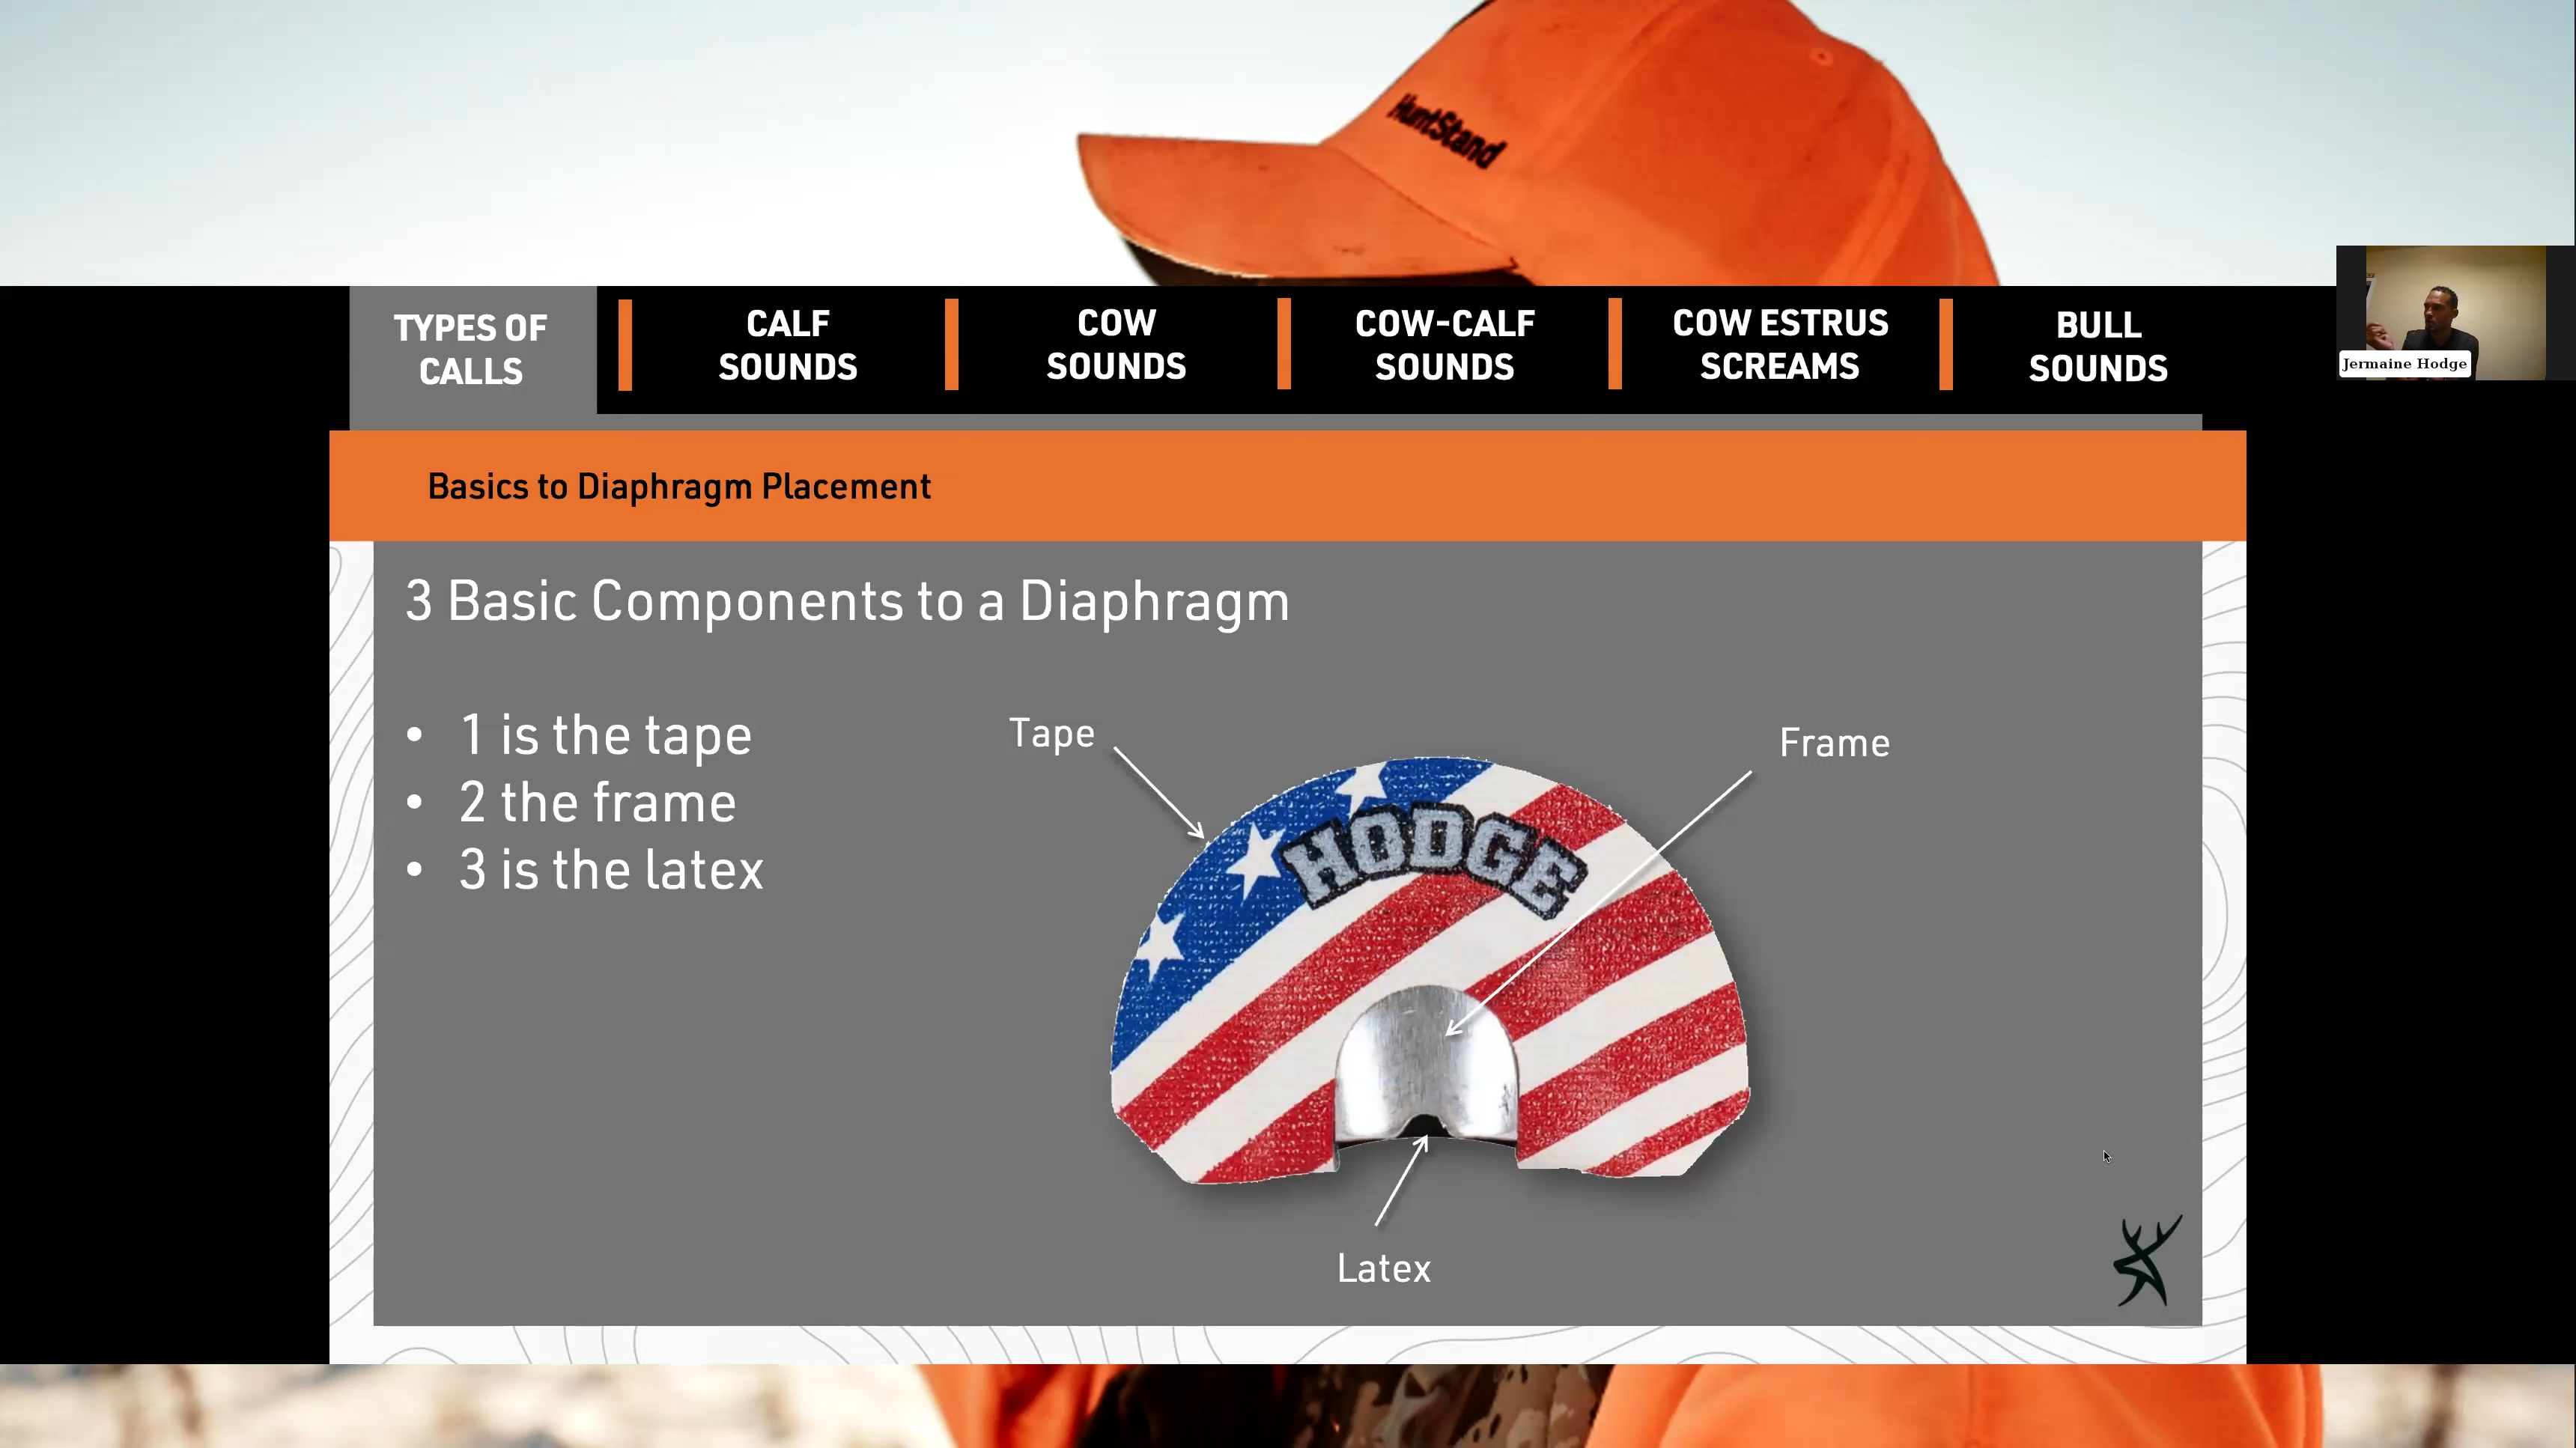 HuntStand
TYPES OF
CALLS
CALF
SOUNDS
COW
SOUNDS
COW-CALF
SOUNDS
COW ESTRUS
SCREAMS
BULL
SOUNDS
Jermaine Hodge
Basics to Diaphragm Placement
3 Basic Components to a Diaphragm
• 1 is the tape
• 2 the frame
• 3 is the latex
Tape
Frame
HODGE
Latex